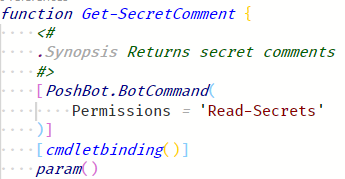 function Get-SecretComment {
<#
.Synopsis Returns secret comments
#>
[PoshBot.BotCommand(
Permissions = 'Read-Secrets'
)]
[cmdletbinding()]
param()